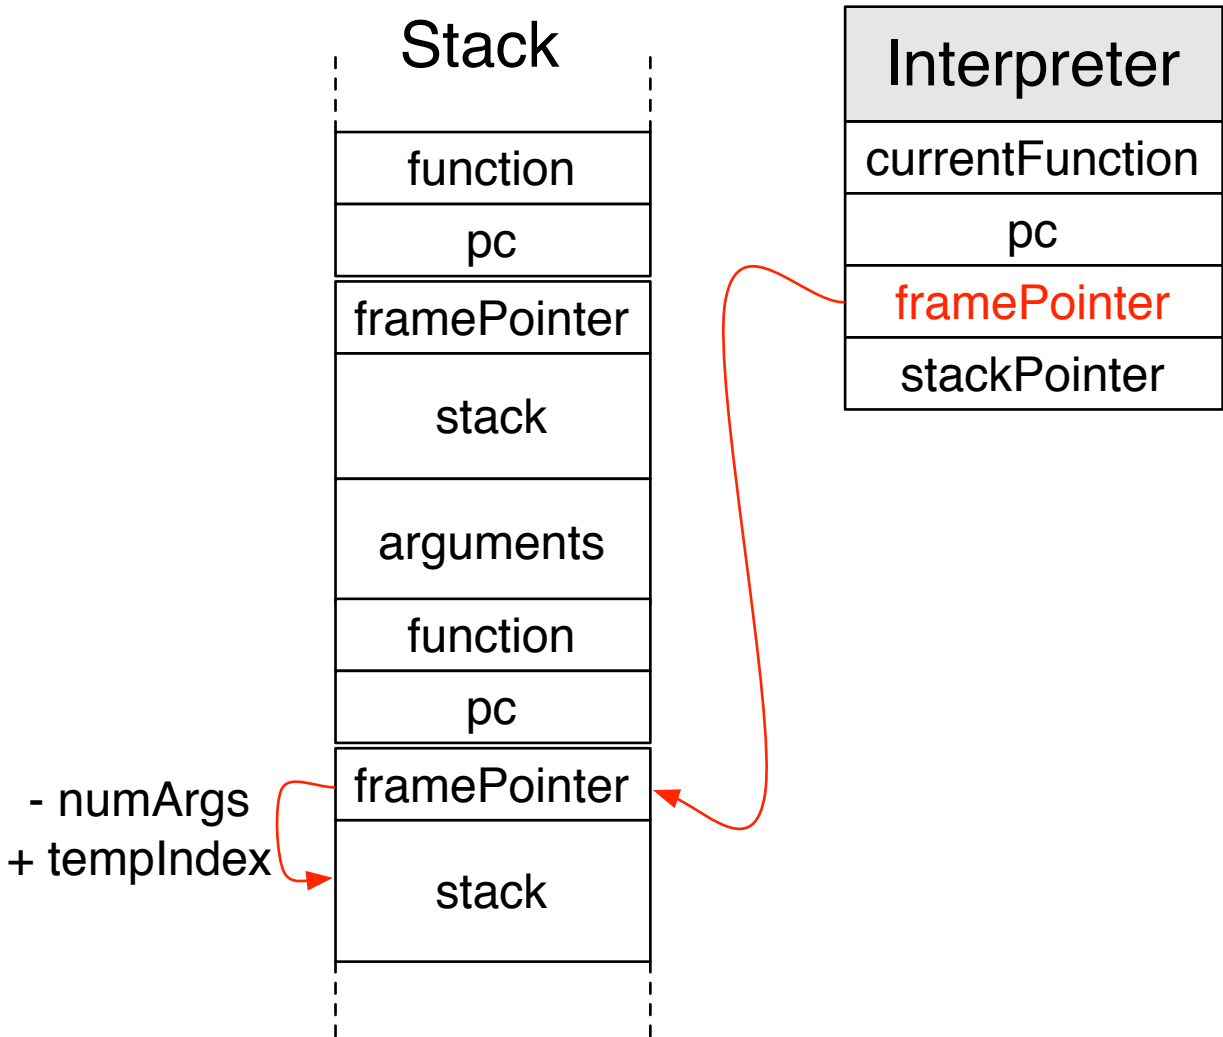 Stack
function
pc
framePointer
stack
arguments
function
pc
framePointer
stack
- numArgs
+ tempIndex
Interpreter
currentFunction
pc
framePointer
stackPointer